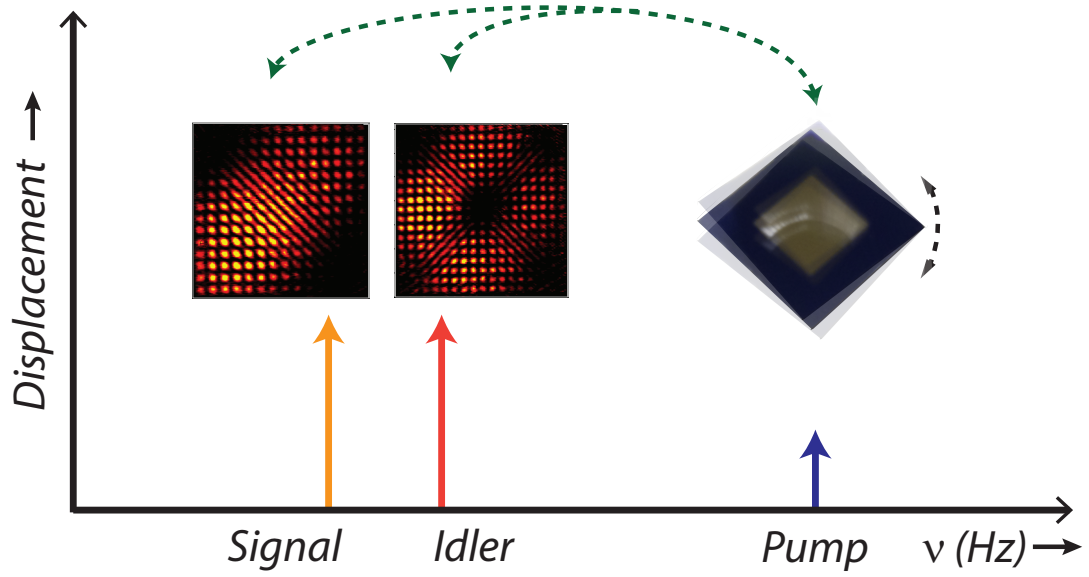 Displacement →
Signal
Idler
Pump
ν (Hz) →